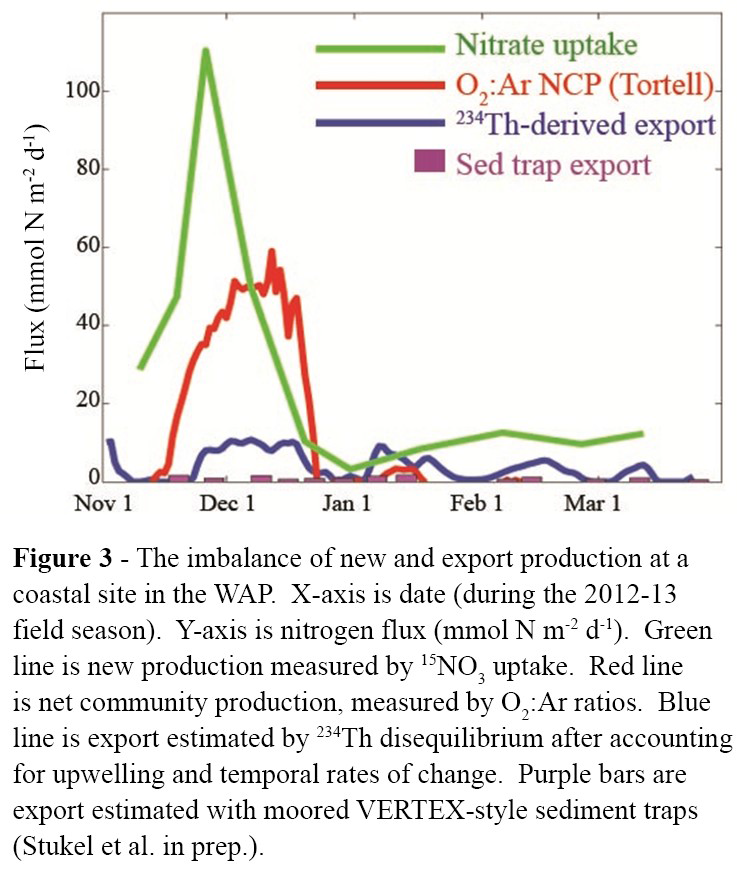 Nitrate uptake
O2:Ar NCP (Tortell)
234Th-derived export
Sed trap export
Flux (mmol N m-2 d-1)
100
80
60
40
20
0
Nov 1 Dec 1 Jan 1 Feb 1 Mar 1
Figure 3 - The imbalance of new and export production at a
coastal site in the WAP.  X-axis is date (during the 2012-13
field season).  Y-axis is nitrogen flux (mmol N m-2 d-1).  Green
line is new production measured by 15NO3 uptake.  Red line
is net community production, measured by O2:Ar ratios.  Blue
line is export estimated by 234Th disequilibrium after accounting
for upwelling and temporal rates of change.  Purple bars are
export estimated with moored VERTEX-style sediment traps
(Stukel et al. in prep.).